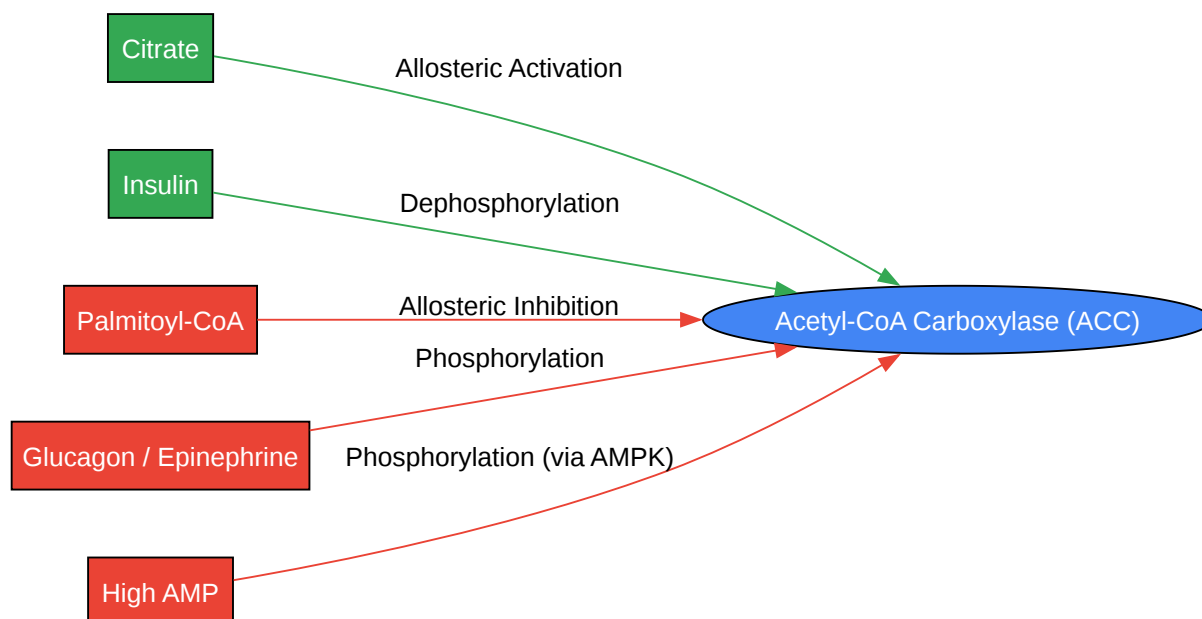 Citrate
Allosteric Activation
Insulin
Dephosphorylation
Palmitoyl-CoA
Allosteric Inhibition
Acetyl-CoA Carboxylase (ACC)
Phosphorylation
Glucagon / Epinephrine
Phosphorylation (via AMPK)
High AMP